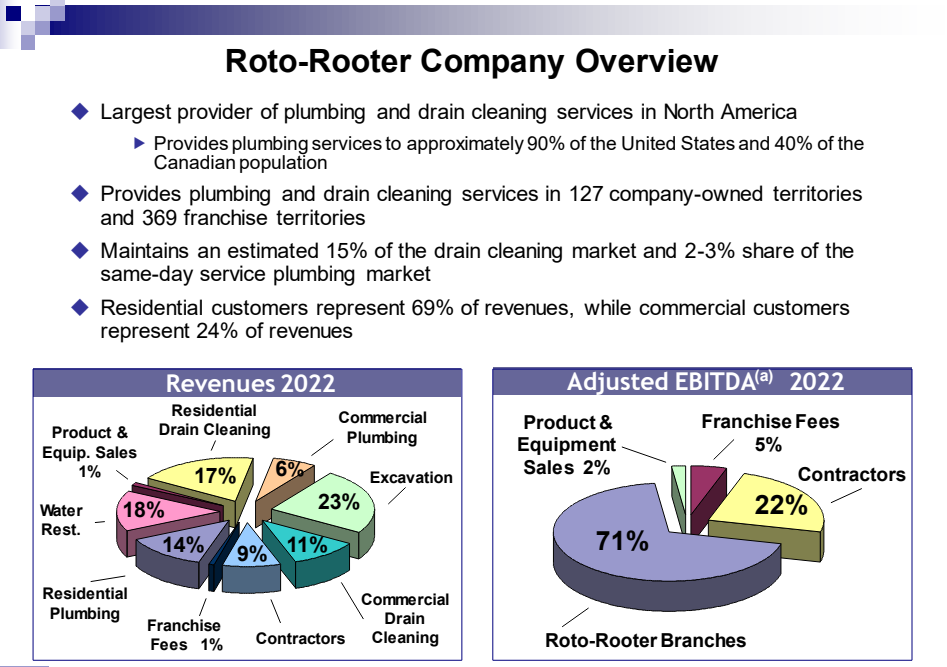 Roto-Rooter Company Overview
Largest provider of plumbing and drain cleaning services in North America
Provides plumbing services to approximately 90% of the United States and 40% of the
Canadian population
Provides plumbing and drain cleaning services in 127 company-owned territories
and 369 franchise territories
Maintains an estimated 15% of the drain cleaning market and 2-3% share of the
same-day service plumbing market
Residential customers represent 69% of revenues, while commercial customers
represent 24% of revenues
Revenues 2022
Residential
Drain Cleaning
17%
Commercial
Plumbing
6%
Excavation
23%
Commercial
Drain
Cleaning
11%
Contractors
9%
Franchise
Fees 1%
Residential
Plumbing
14%
Water
Rest.
18%
Product &
Equip. Sales
1%
Adjusted EBITDA(a) 2022
Product &
Equipment
Sales 2%
Franchise Fees
5%
Contractors
22%
71%
Roto-Rooter Branches